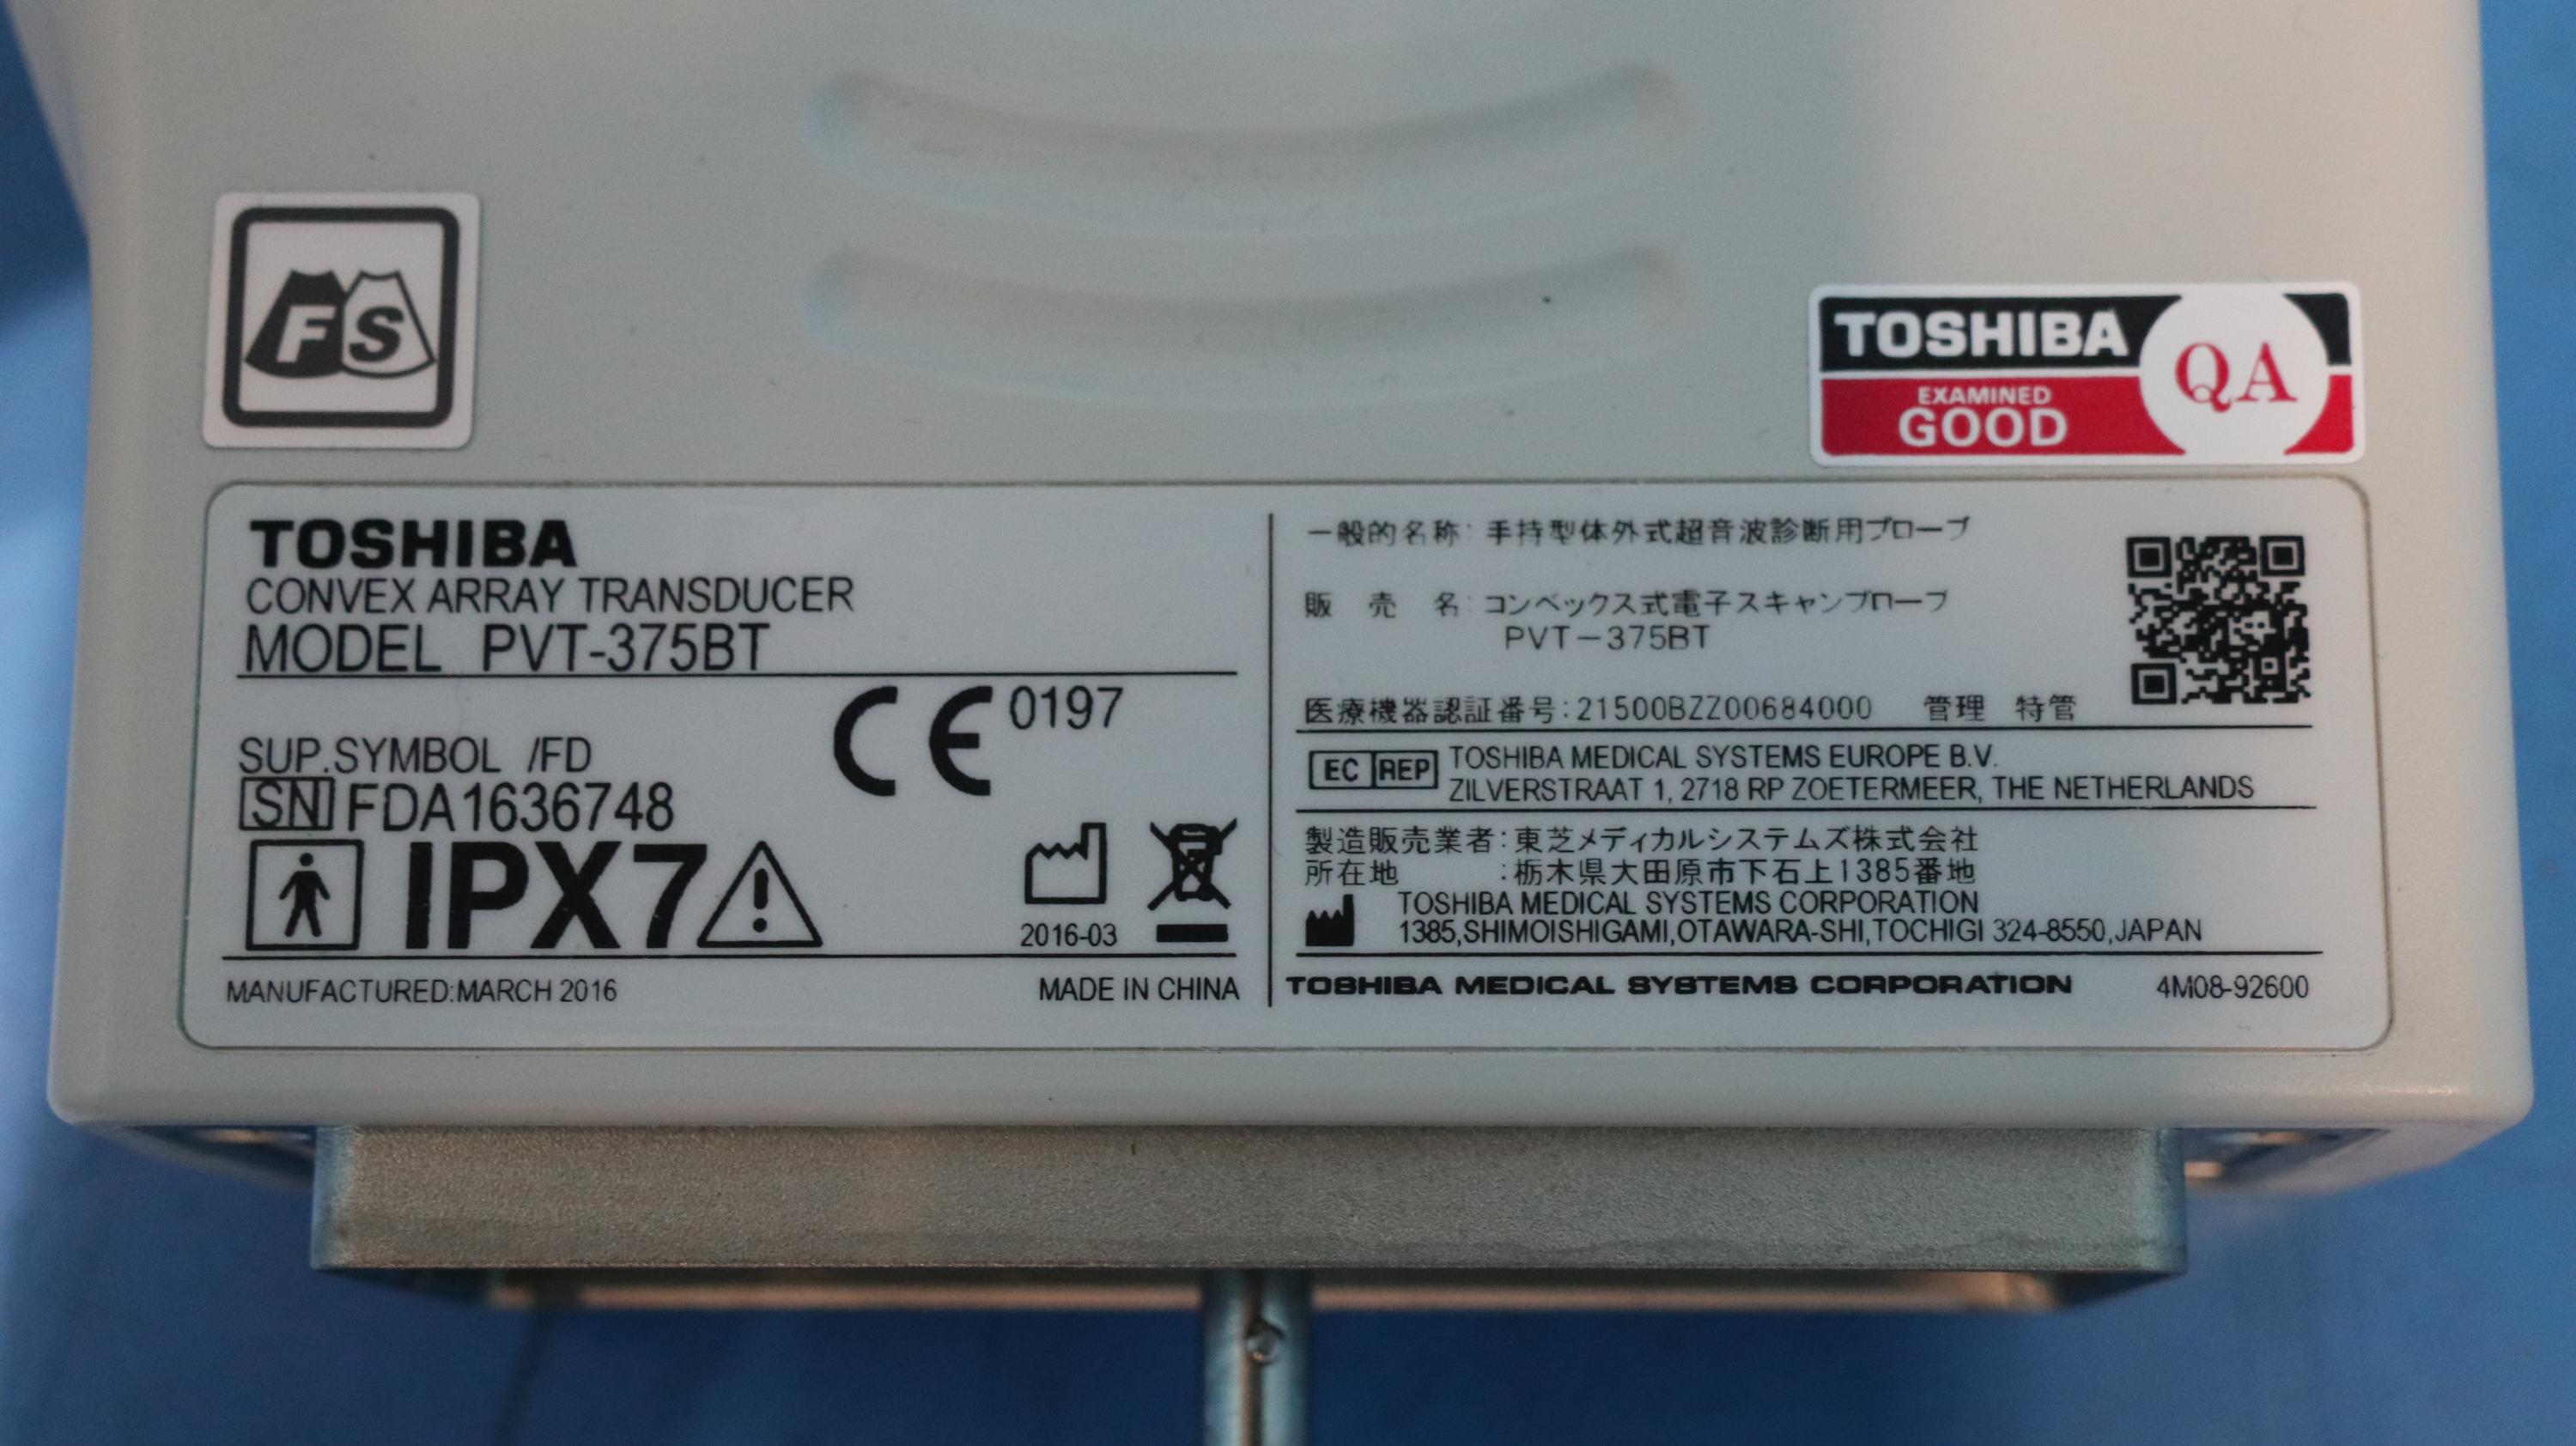 FS
TOSHIBA
EXAMINED
GOOD
QA
TOSHIBA
CONVEX ARRAY TRANSDUCER
MODEL PVT-375BT
CE 0197
SUP.SYMBOL /FD
SN FDA1636748
IPX7
2016-03
MANUFACTURED:MARCH 2016
MADE IN CHINA
一般的名称: 手持型体外式超音波診断用プローブ
販 売 名: コンベックス式電子スキャンプローブ
PVT-375BT
医療機器認証番号:21500BZZ00684000 管理 特管
EC REP TOSHIBA MEDICAL SYSTEMS EUROPE B.V.
ZILVERSTRAAT 1, 2718 RP ZOETERMEER, THE NETHERLANDS
製造販売業者:東芝メディカルシステムズ株式会社
所在地 :栃木県大田原市下石上1385番地
TOSHIBA MEDICAL SYSTEMS CORPORATION
1385,SHIMOISHIGAMI,OTAWARA-SHI,TOCHIGI 324-8550,JAPAN
TOSHIBA MEDICAL SYSTEMS CORPORATION
4M08-92600